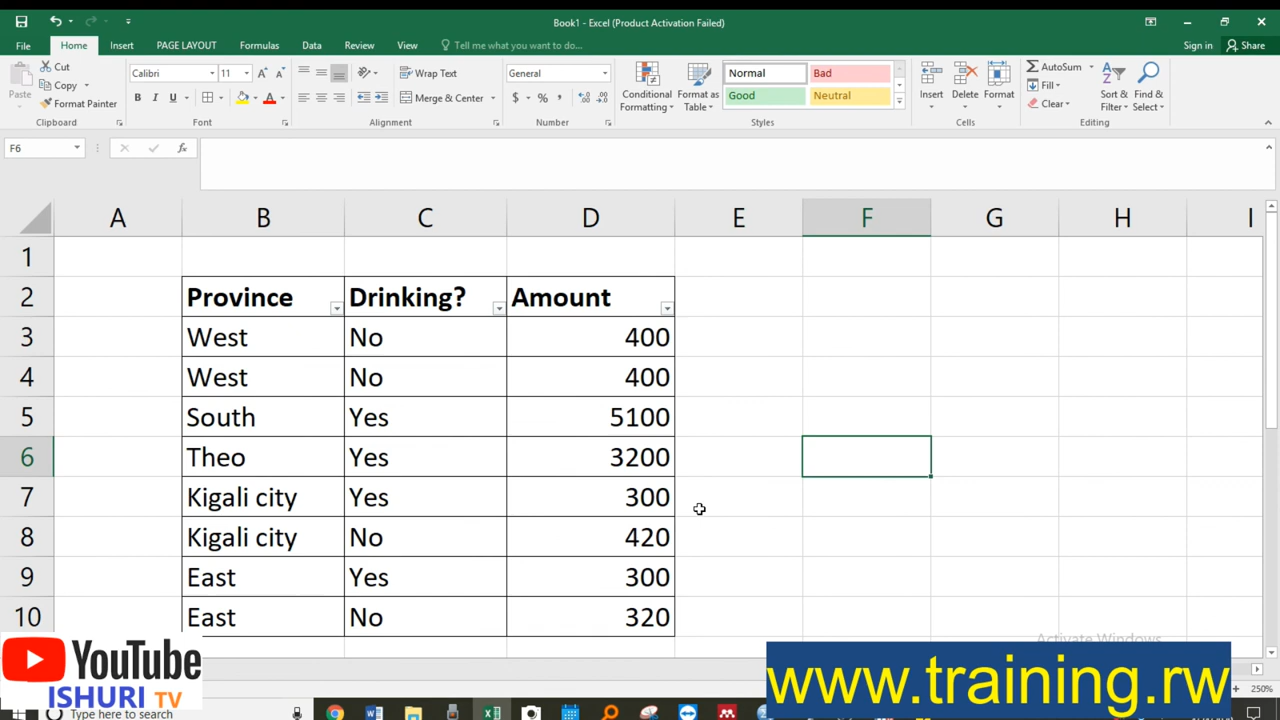 Book1 - Excel (Product Activation Failed)
File Home Insert PAGE LAYOUT Formulas Data Review View Tell me what you want to do... Sign in Share
Paste
Cut
Copy
Format Painter
Clipboard
Calibri
B I U
Font
Wrap Text
Merge & Center
Alignment
General
$ % ,
Number
Conditional Formatting
Format as Table
Normal Bad
Good Neutral
Styles
Insert Delete Format
Cells
AutoSum
Fill
Clear
Sort & Filter
Find & Select
Editing
F6 fx
A B C D E F G H I
1
2 Province Drinking? Amount
3 West No 400
4 West No 400
5 South Yes 5100
6 Theo Yes 3200
7 Kigali city Yes 300
8 Kigali city No 420
9 East Yes 300
10 East No 320
Activate Windows
YouTube
ISHURI TV
www.training.rw
250%
Type here to search